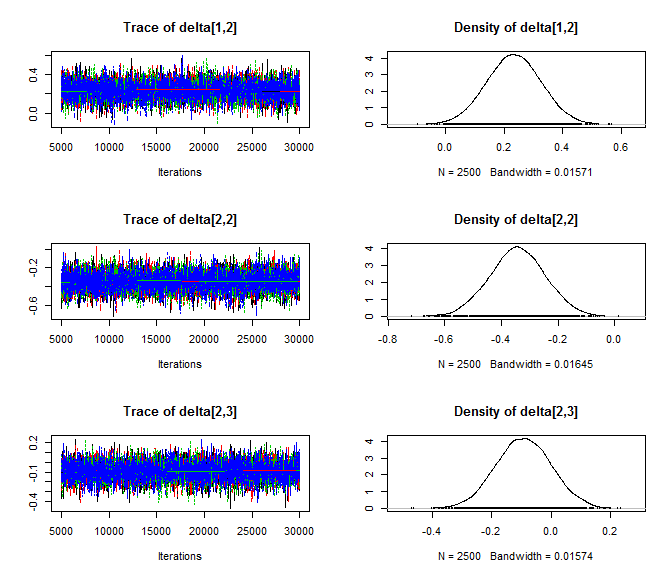 Trace of delta[1,2]
0.4
0.0
5000 10000 15000 20000 25000 30000
Iterations
Density of delta[1,2]
4
3
2
1
0
0.0 0.2 0.4 0.6
N = 2500 Bandwidth = 0.01571
Trace of delta[2,2]
-0.2
-0.6
5000 10000 15000 20000 25000 30000
Iterations
Density of delta[2,2]
4
3
2
1
0
-0.8 -0.6 -0.4 -0.2 0.0
N = 2500 Bandwidth = 0.01645
Trace of delta[2,3]
0.2
-0.1
-0.4
5000 10000 15000 20000 25000 30000
Iterations
Density of delta[2,3]
4
3
2
1
0
-0.4 -0.2 0.0 0.2
N = 2500 Bandwidth = 0.01574